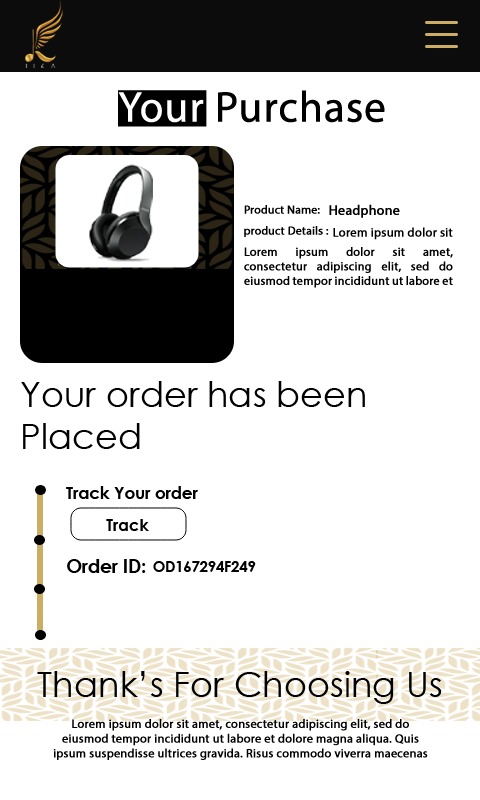 Your Purchase
Product Name: Headphone
product Details : Lorem ipsum dolor sit
Lorem ipsum dolor sit amet,
consectetur adipiscing elit, sed do
eiusmod tempor incididunt ut labore et
Your order has been
Placed
Track Your order
Track
Order ID: OD167294F249
Thank's For Choosing Us
Lorem ipsum dolor sit amet, consectetur adipiscing elit, sed do
eiusmod tempor incididunt ut labore et dolore magna aliqua. Quis
ipsum suspendisse ultrices gravida. Risus commodo viverra maecenas